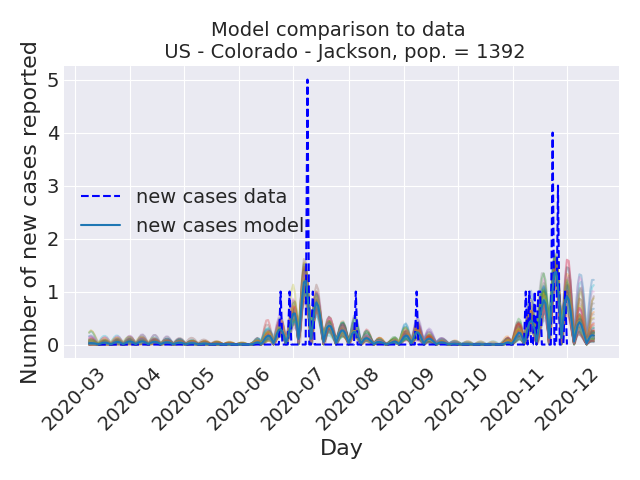 Model comparison to data
US - Colorado - Jackson, pop. = 1392
Number of new cases reported
5
4
3
2
1
0
new cases data
new cases model
2020-03
2020-04
2020-05
2020-06
2020-07
2020-08
2020-09
2020-10
2020-11
2020-12
Day